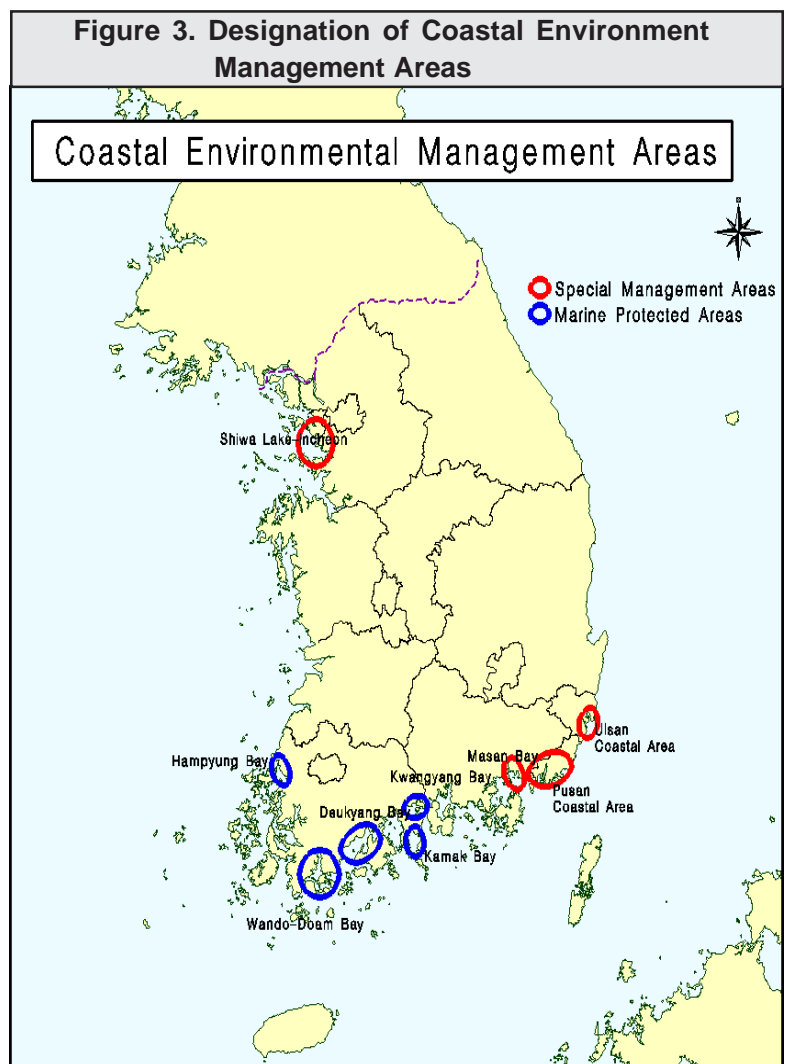 Figure 3. Designation of Coastal Environment
Management Areas
Coastal Environmental Management Areas
Special Management Areas
Marine Protected Areas
Shiwa Lake-Incheon
Ulsan
Coastal Area
Masan Bay
Hampyung Bay
Kwangyang Bay
Pusan
Coastal Area
Deukyang Bay
Kamak Bay
Wando-Doam Bay